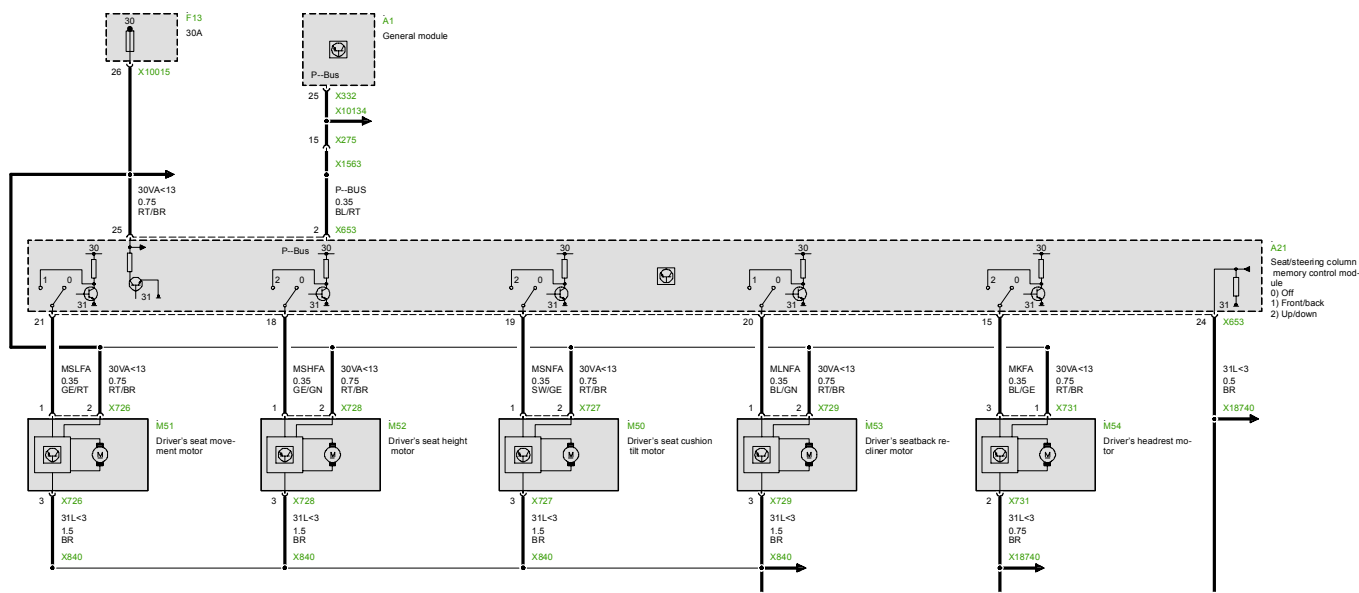 30
F13
30A
26
X10015
A1
General module
P--Bus
25
X332
X10134
15
X275
X1563
30VA<13
0.75
RT/BR
P--BUS
0.35
BL/RT
25
2
X653
30
P--Bus
30
30
30
30
A21
Seat/steering column
memory control mod-
ule
0) Off
1) Front/back
2) Up/down
1
0
31
31
2
0
31
2
0
31
1
0
31
2
0
31
31
21
18
19
20
15
24
X653
MSLFA
0.35
GE/RT
30VA<13
0.75
RT/BR
MSHFA
0.35
GE/GN
30VA<13
0.75
RT/BR
MSNFA
0.35
SW/GE
30VA<13
0.75
RT/BR
MLNFA
0.35
BL/GN
30VA<13
0.75
RT/BR
MKFA
0.35
BL/GE
30VA<13
0.75
RT/BR
31L<3
0.5
BR
1
2
X726
1
2
X728
1
2
X727
1
2
X729
3
1
X731
X18740
M51
Driver's seat move-
ment motor
M
M52
Driver's seat height
motor
M
M50
Driver's seat cushion
tilt motor
M
M53
Driver's seatback re-
cliner motor
M
M54
Driver's headrest mo-
tor
M
3
X726
3
X728
3
X727
3
X729
2
X731
31L<3
1.5
BR
31L<3
1.5
BR
31L<3
1.5
BR
31L<3
1.5
BR
31L<3
0.75
BR
X840
X840
X840
X840
X18740